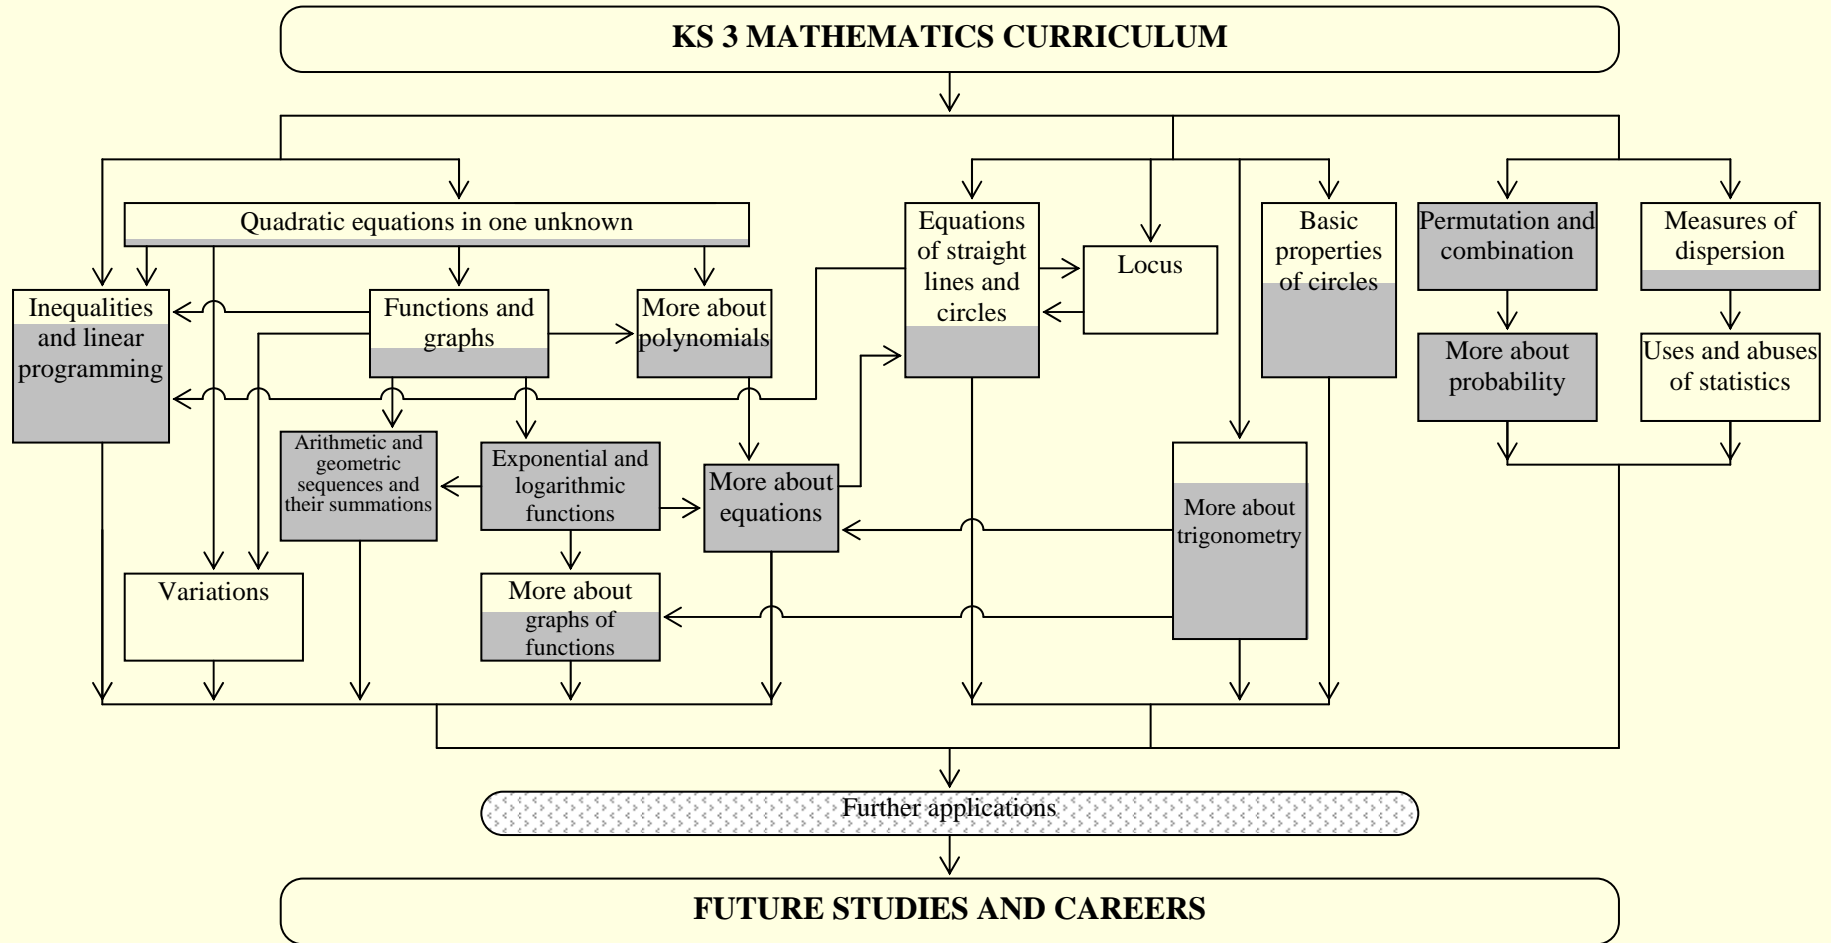 KS 3 MATHEMATICS CURRICULUM
Quadratic equations in one unknown
Equations
of straight
lines and
circles
Locus
Basic
properties
of circles
Permutation and
combination
Measures of
dispersion
Inequalities
and linear
programming
Functions and
graphs
More about
polynomials
More about
probability
Uses and abuses
of statistics
Arithmetic and
geometric
sequences and
their summations
Exponential and
logarithmic
functions
More about
equations
More about
trigonometry
Variations
More about
graphs of
functions
Further applications
FUTURE STUDIES AND CAREERS